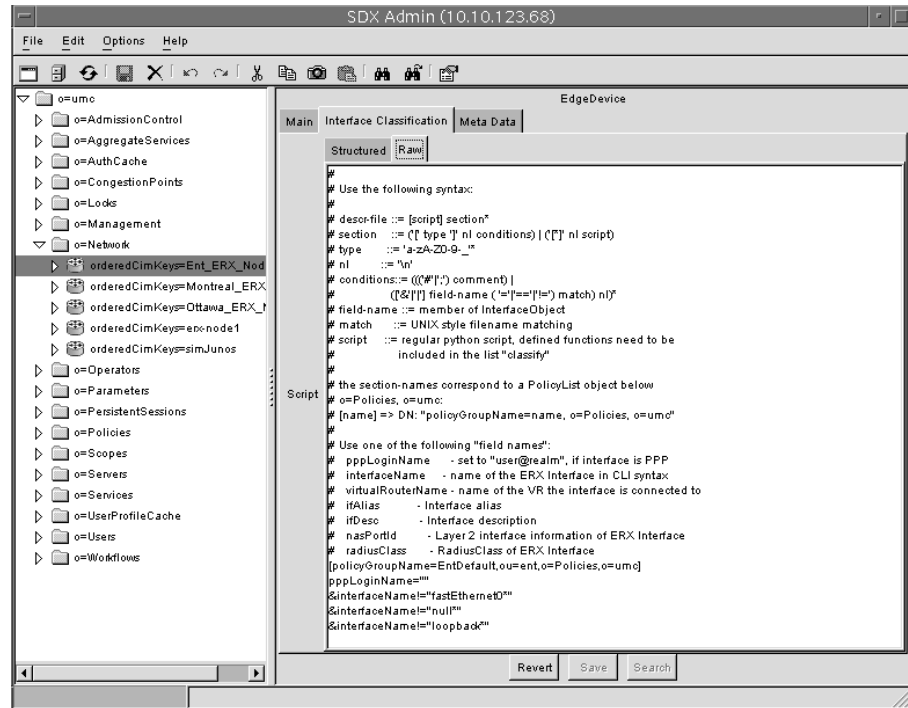 SDX Admin (10.10.123.68)
File Edit Options Help
o=umc
o=AdmissionControl
o=AggregateServices
o=AuthCache
o=CongestionPoints
o=Locks
o=Management
o=Network
orderedCimKeys=Ent_ERX_Nod
orderedCimKeys=Montreal_ERX
orderedCimKeys=Ottawa_ERX_N
orderedCimKeys=erx-node1
orderedCimKeys=simJunos
o=Operators
o=Parameters
o=PersistentSessions
o=Policies
o=Scopes
o=Servers
o=Services
o=UserProfileCache
o=Users
o=Workflows
EdgeDevice
Main Interface Classification Meta Data
Structured Raw
Script
#
# Use the following syntax:
#
# descr-file ::= [script] section*
# section ::= ('[' type ']' nl conditions) | ('[*]' nl script)
# type ::= 'a-zA-Z0-9-_'*
# nl ::= '\n'
# conditions::= ((('#'|';') comment) |
# (['&'|'|'] field-name ( '='|'=='|'!=') match) nl)*
# field-name ::= member of InterfaceObject
# match ::= UNIX style filename matching
# script ::= regular python script, defined functions need to be
# included in the list "classify"
#
# the section-names correspond to a PolicyList object below
# o=Policies, o=umc:
# [name] => DN: "policyGroupName=name, o=Policies, o=umc"
#
# Use one of the following "field names":
# pppLoginName - set to "user@realm", if interface is PPP
# interfaceName - name of the ERX Interface in CLI syntax
# virtualRouterName - name of the VR the interface is connected to
# ifAlias - Interface alias
# ifDesc - Interface description
# nasPortId - Layer 2 interface information of ERX Interface
# radiusClass - RadiusClass of ERX Interface
[policyGroupName=EntDefault,ou=ent,o=Policies,o=umc]
pppLoginName=""
&interfaceName!="fastEthernet0*"
&interfaceName!="null*"
&interfaceName!="loopback*"
Revert Save Search